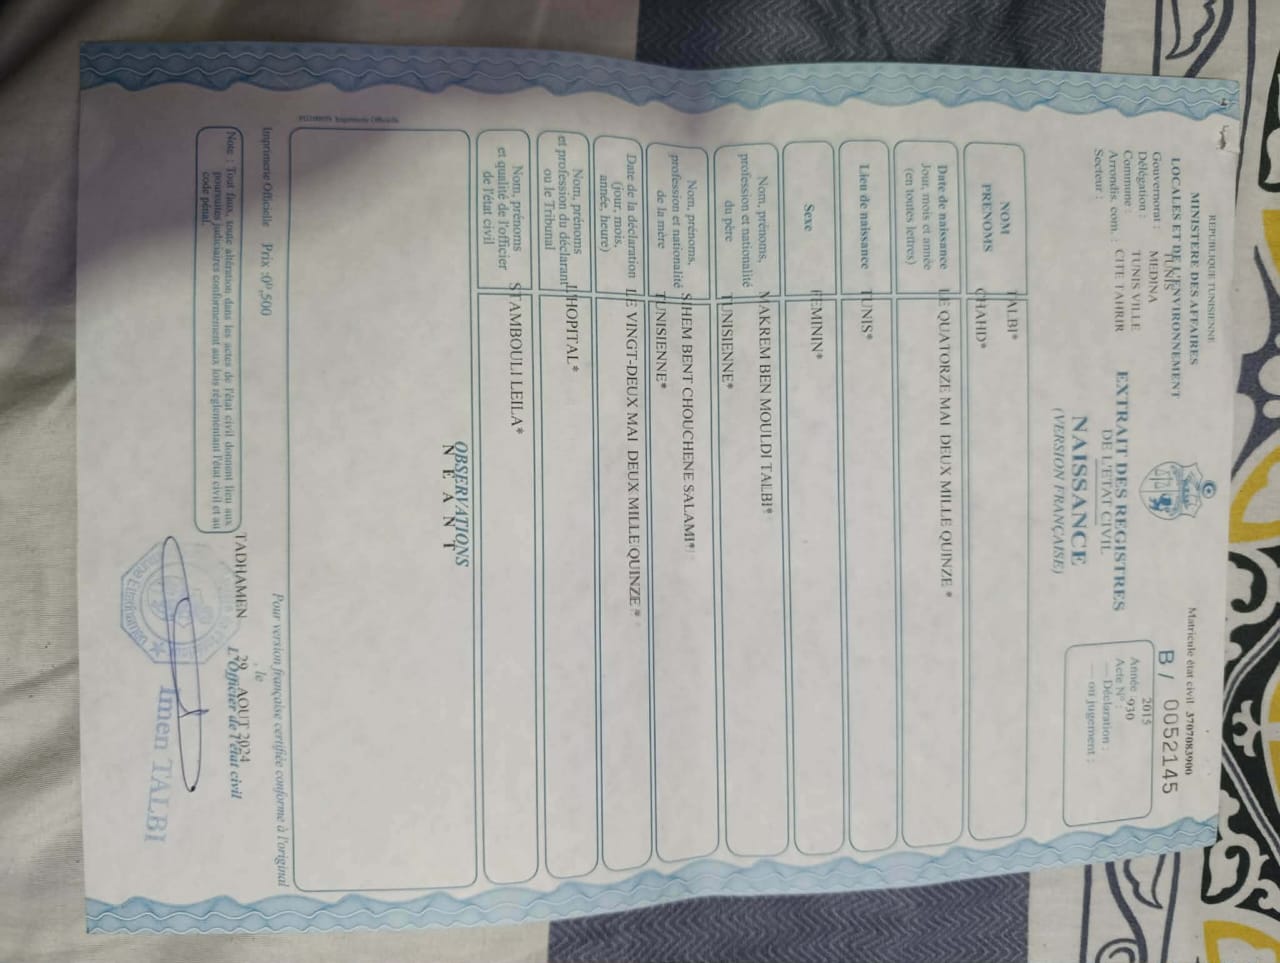 REPUBLIQUE TUNISIENNE
MINISTERE DES AFFAIRES
LOCALES ET DE L'ENVIRONNEMENT
Gouvernorat : TUNIS
Délégation : MEDINA
Commune : TUNIS VILLE
Arrondis. com. : CITE TAHRIR
Secteur :
EXTRAIT DES REGISTRES
DE L'ETAT CIVIL
NAISSANCE
(VERSION FRANÇAISE)
Matricule état civil 3707083900
B / 0052145
2015
Année 930
Acte N° :
Déclaration :
ou jugement :
NOM TALBI*
PRENOMS CHAHD*
Date de naissance
Jour, mois et année LE QUATORZE MAI DEUX MILLE QUINZE *
(en toutes lettres)
Lieu de naissance TUNIS*
Sexe FEMININ*
Nom, prénoms, MAKREM BEN MOULDI TALBI*
profession et nationalité
du père TUNISIENNE*
Nom, prénoms, SIHEM BENT CHOUCHENE SALAMI*
profession et nationalité
de la mère TUNISIENNE*
Date de la déclaration LE VINGT-DEUX MAI DEUX MILLE QUINZE *
(jour, mois,
année, heure)
Nom, prénoms L'HOPITAL*
et profession du déclarant
ou le Tribunal
Nom, prénoms STAMBOULI LEILA*
et qualité de l'officier
de l'état civil
OBSERVATIONS
N E A N T
Imprimerie Officielle
Imprimerie Officielle Prix :0ᴰ,500
Pour version française certifiée conforme à l'original
TADHAMEN le 29 AOUT 2024
L'Officier de l'état civil
Note : Tout faux, toute altération dans les actes de l'état civil donnent lieu aux
poursuites judiciaires conformement aux lois réglementant l'état civil et au
code pénal.
Imen TALBI